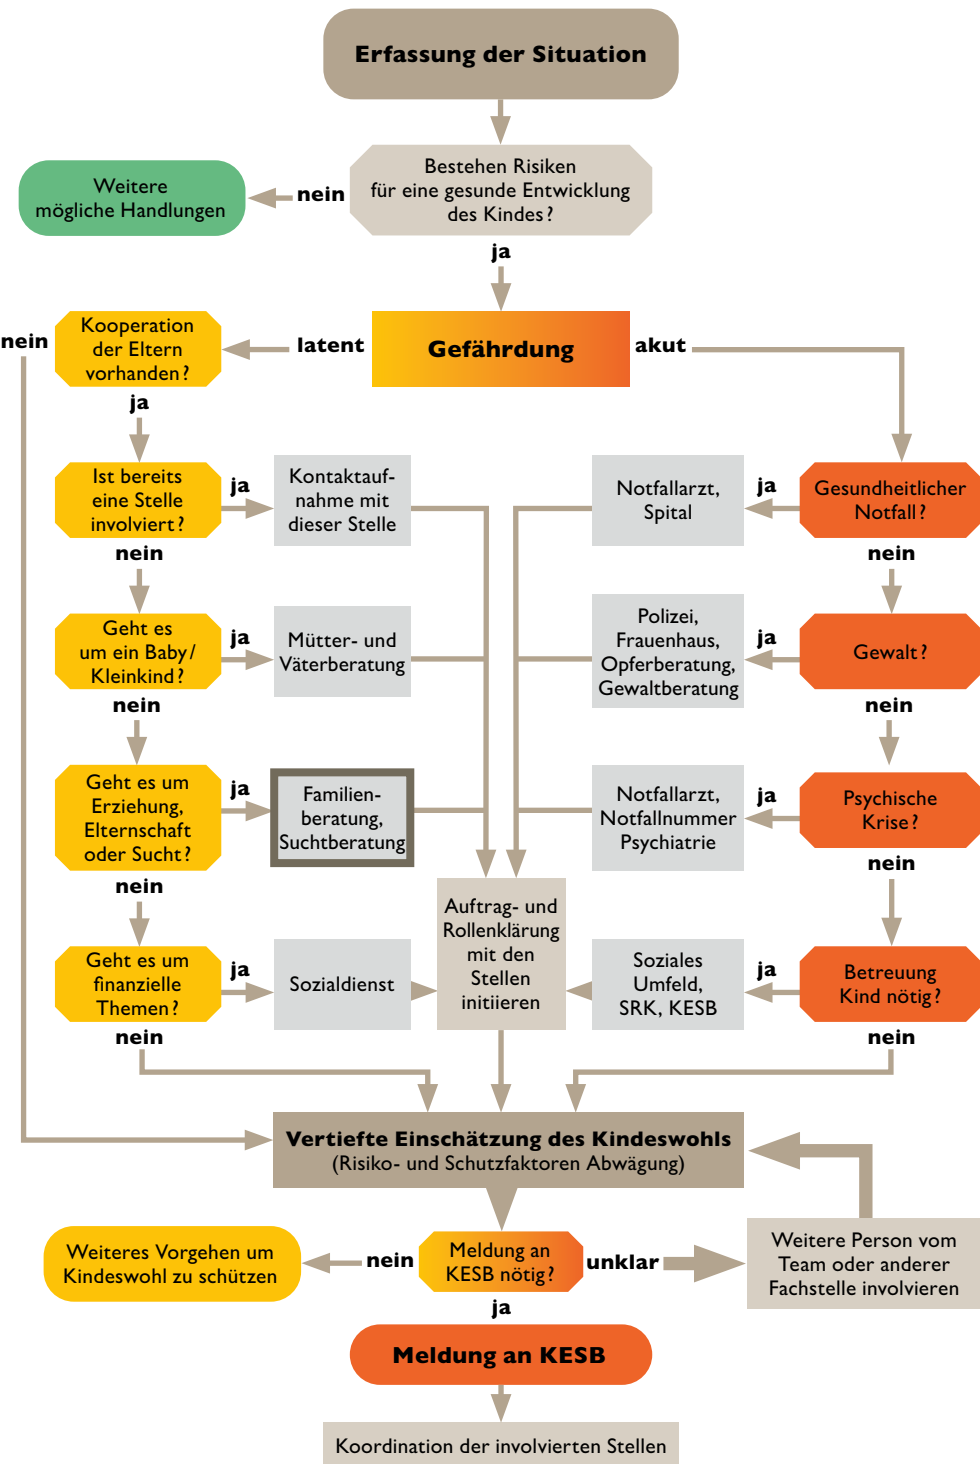 Erfassung der Situation
Bestehen Risiken
für eine gesunde Entwicklung
des Kindes?
nein
Weitere
mögliche Handlungen
ja
Gefährdung
latent
akut
nein
Kooperation
der Eltern
vorhanden?
ja
Ist bereits
eine Stelle
involviert?
ja
Kontaktauf-
nahme mit
dieser Stelle
Notfallarzt,
Spital
ja
Gesundheitlicher
Notfall?
nein
nein
Geht es
um ein Baby/
Kleinkind?
ja
Mütter- und
Väterberatung
Polizei,
Frauenhaus,
Opferberatung,
Gewaltberatung
ja
Gewalt?
nein
nein
Geht es um
Erziehung,
Elternschaft
oder Sucht?
ja
Familien-
beratung,
Suchtberatung
Notfallarzt,
Notfallnummer
Psychiatrie
ja
Psychische
Krise?
nein
nein
Geht es um
finanzielle
Themen?
ja
Sozialdienst
Auftrag- und
Rollenklärung
mit den
Stellen
initiieren
Soziales
Umfeld,
SRK, KESB
ja
Betreuung
Kind nötig?
nein
nein
Vertiefte Einschätzung des Kindeswohls
(Risiko- und Schutzfaktoren Abwägung)
Weiteres Vorgehen um
Kindeswohl zu schützen
nein
Meldung an
KESB nötig?
unklar
Weitere Person vom
Team oder anderer
Fachstelle involvieren
ja
Meldung an KESB
Koordination der involvierten Stellen